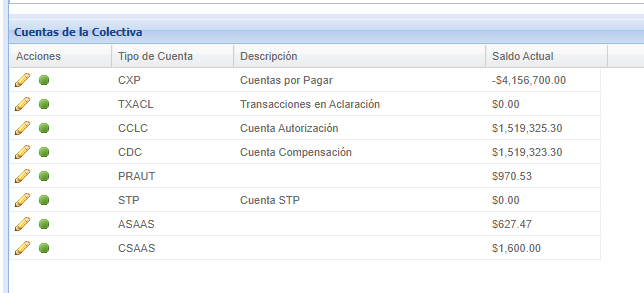 Cuentas de la Colectiva
Acciones Tipo de Cuenta Descripción Saldo Actual
CXP Cuentas por Pagar -$4,156,700.00
TXACL Transacciones en Aclaración $0.00
CCLC Cuenta Autorización $1,519,325.30
CDC Cuenta Compensación $1,519,323.30
PRAUT $970.53
STP Cuenta STP $0.00
ASAAS $627.47
CSAAS $1,600.00